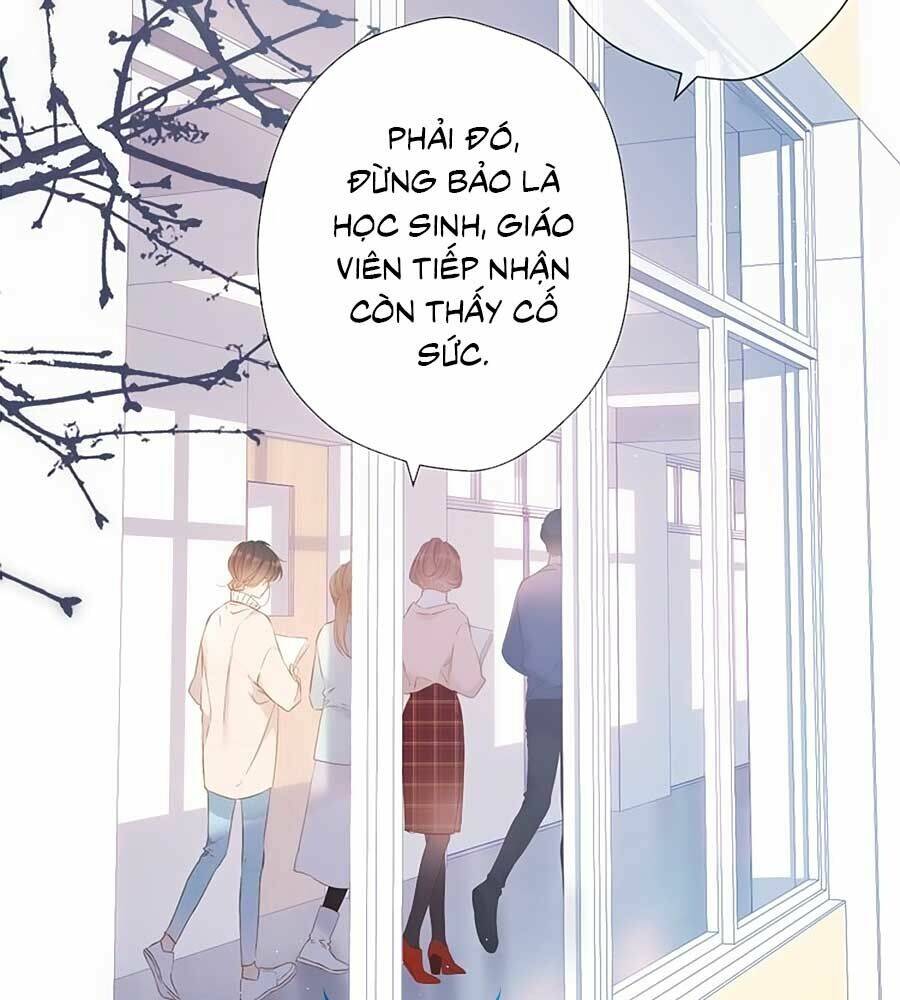 PHẢI ĐÓ,
ĐỪNG BẢO LÀ
HỌC SINH, GIÁO
VIÊN TIẾP NHẬN
CÒN THẤY CỐ
SỨC.